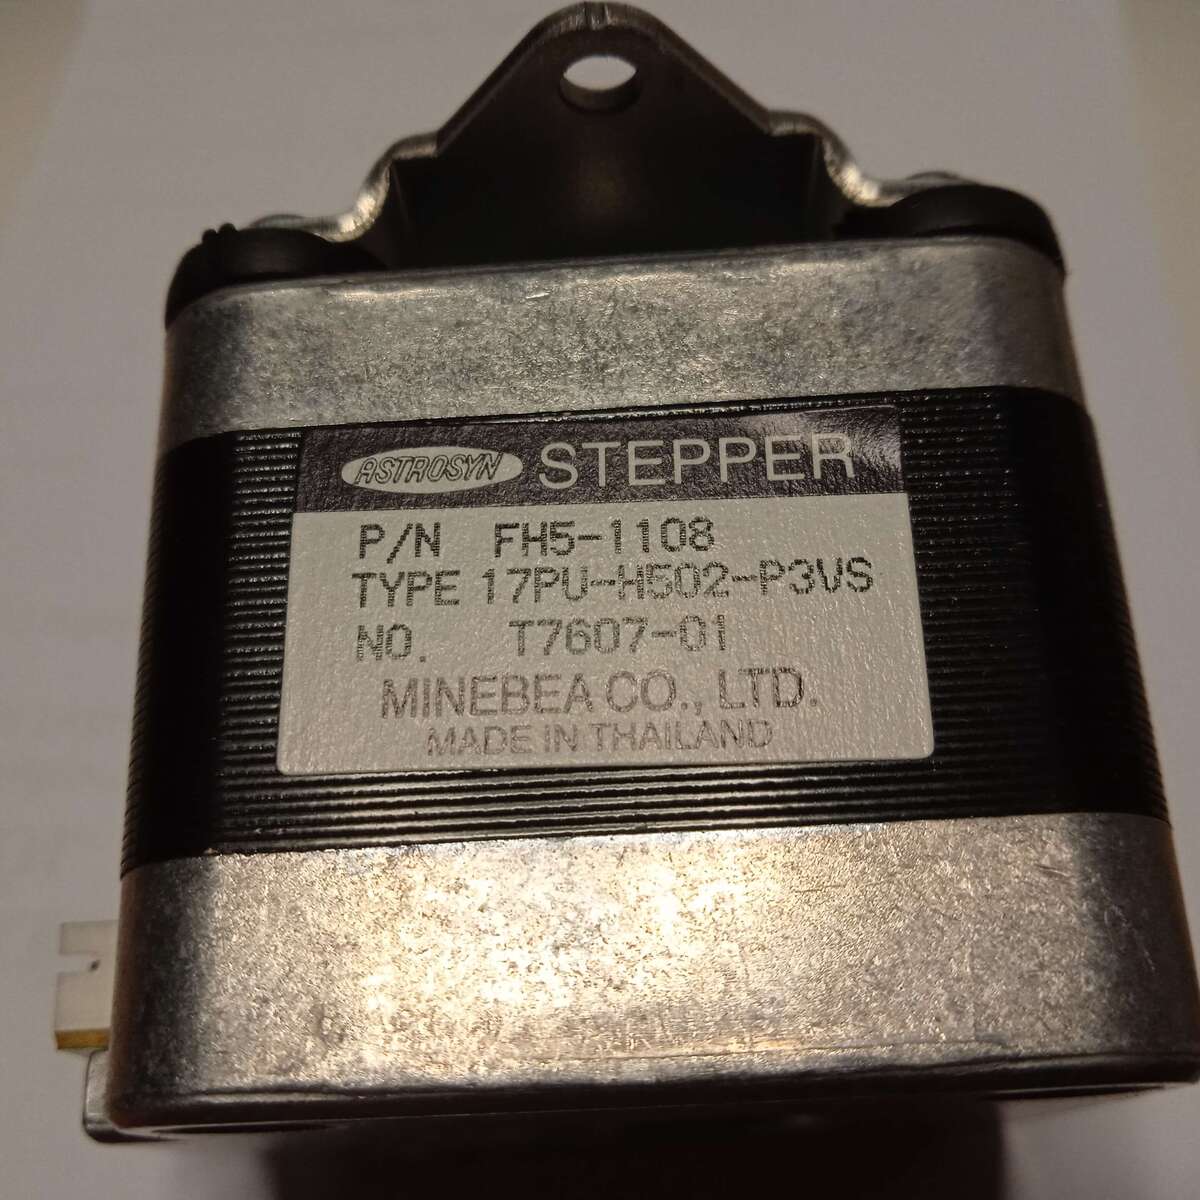 ASTROSYN STEPPER
P/N FH5-1108
TYPE 17PU-H502-P3VS
NO. T7607-01
MINEBEA CO., LTD.
MADE IN THAILAND